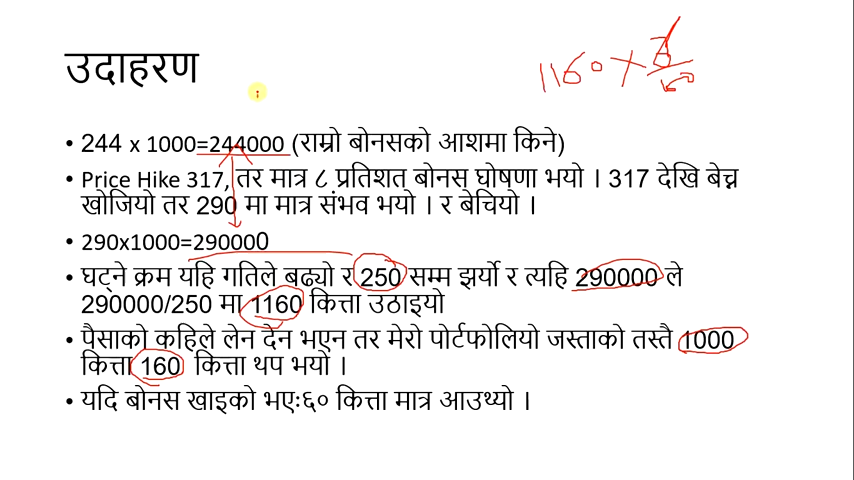 उदाहरण
1160 x 8/100
• 244 x 1000=244000 (राम्रो बोनसको आशमा किने)
• Price Hike 317, तर मात्र ८ प्रतिशत बोनस घोषणा भयो । 317 देखि बेच्न
खोजियो तर 290 मा मात्र संभव भयो । र बेचियो ।
• 290x1000=290000
• घट्ने क्रम यहि गतिले बढ्यो र 250 सम्म झर्यो र त्यहि 290000 ले
290000/250 मा 1160 कित्ता उठाइयो
• पैसाको कहिले लेन देन भएन तर मेरो पोर्टफोलियो जस्ताको तस्तै 1000
कित्ता 160 कित्ता थप भयो ।
• यदि बोनस खाइको भएः६० कित्ता मात्र आउथ्यो ।